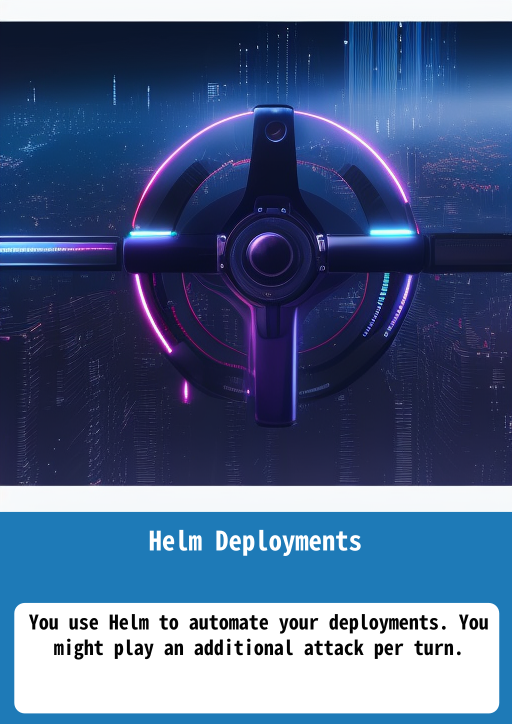 Helm Deployments
You use Helm to automate your deployments. You
might play an additional attack per turn.